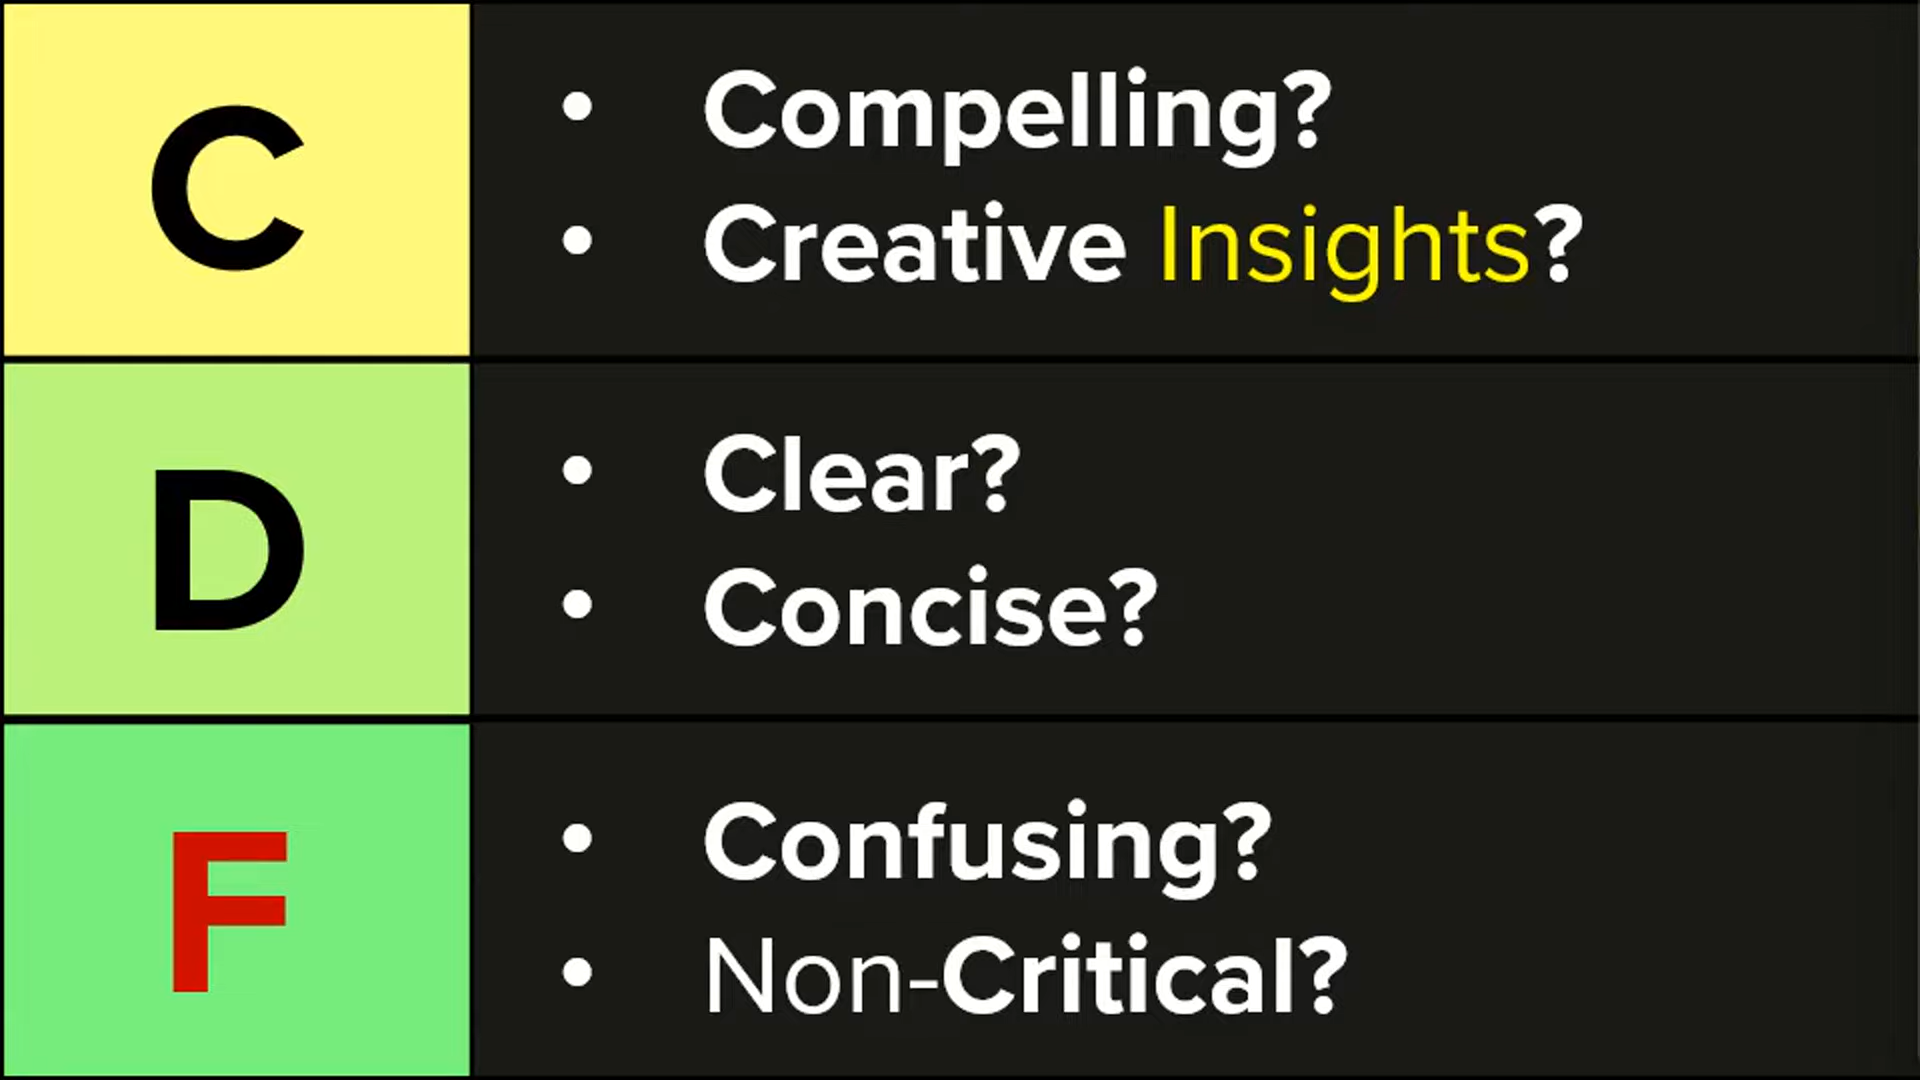 C
• Compelling?
• Creative Insights?
D
• Clear?
• Concise?
F
• Confusing?
• Non-Critical?